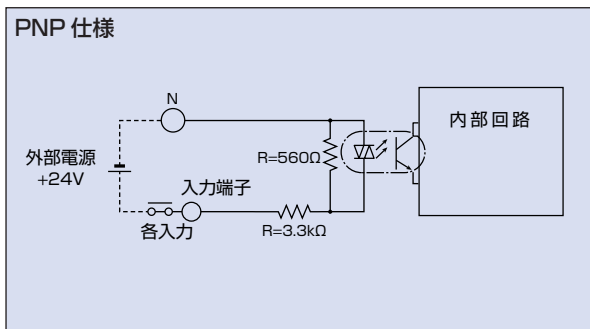 PNP 仕様
N
内部回路
R=560Ω
外部電源
+24V
入力端子
各入力
R=3.3kΩ